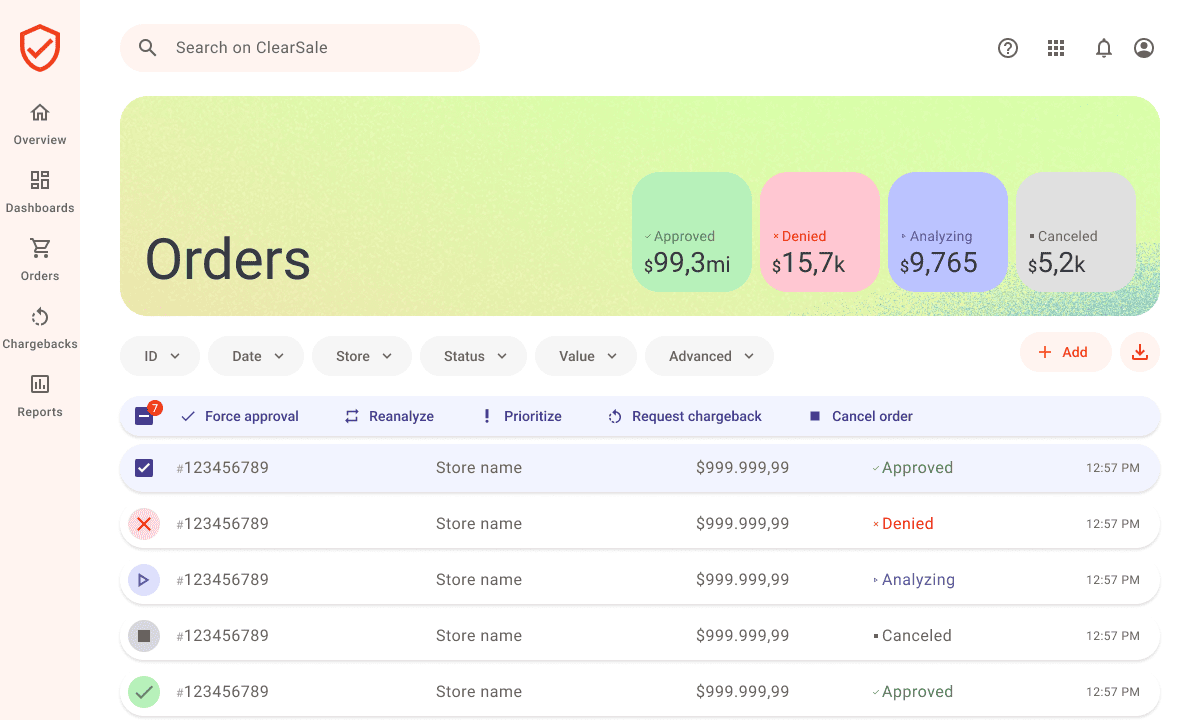 Search on ClearSale
Overview
Dashboards
Orders
Chargebacks
Reports
Orders
Approved
$99,3mi
Denied
$15,7k
Analyzing
$9,765
Canceled
$5,2k
ID
Date
Store
Status
Value
Advanced
Add
7
Force approval
Reanalyze
Prioritize
Request chargeback
Cancel order
#123456789 Store name $999.999,99 Approved 12:57 PM
#123456789 Store name $999.999,99 Denied 12:57 PM
#123456789 Store name $999.999,99 Analyzing 12:57 PM
#123456789 Store name $999.999,99 Canceled 12:57 PM
#123456789 Store name $999.999,99 Approved 12:57 PM